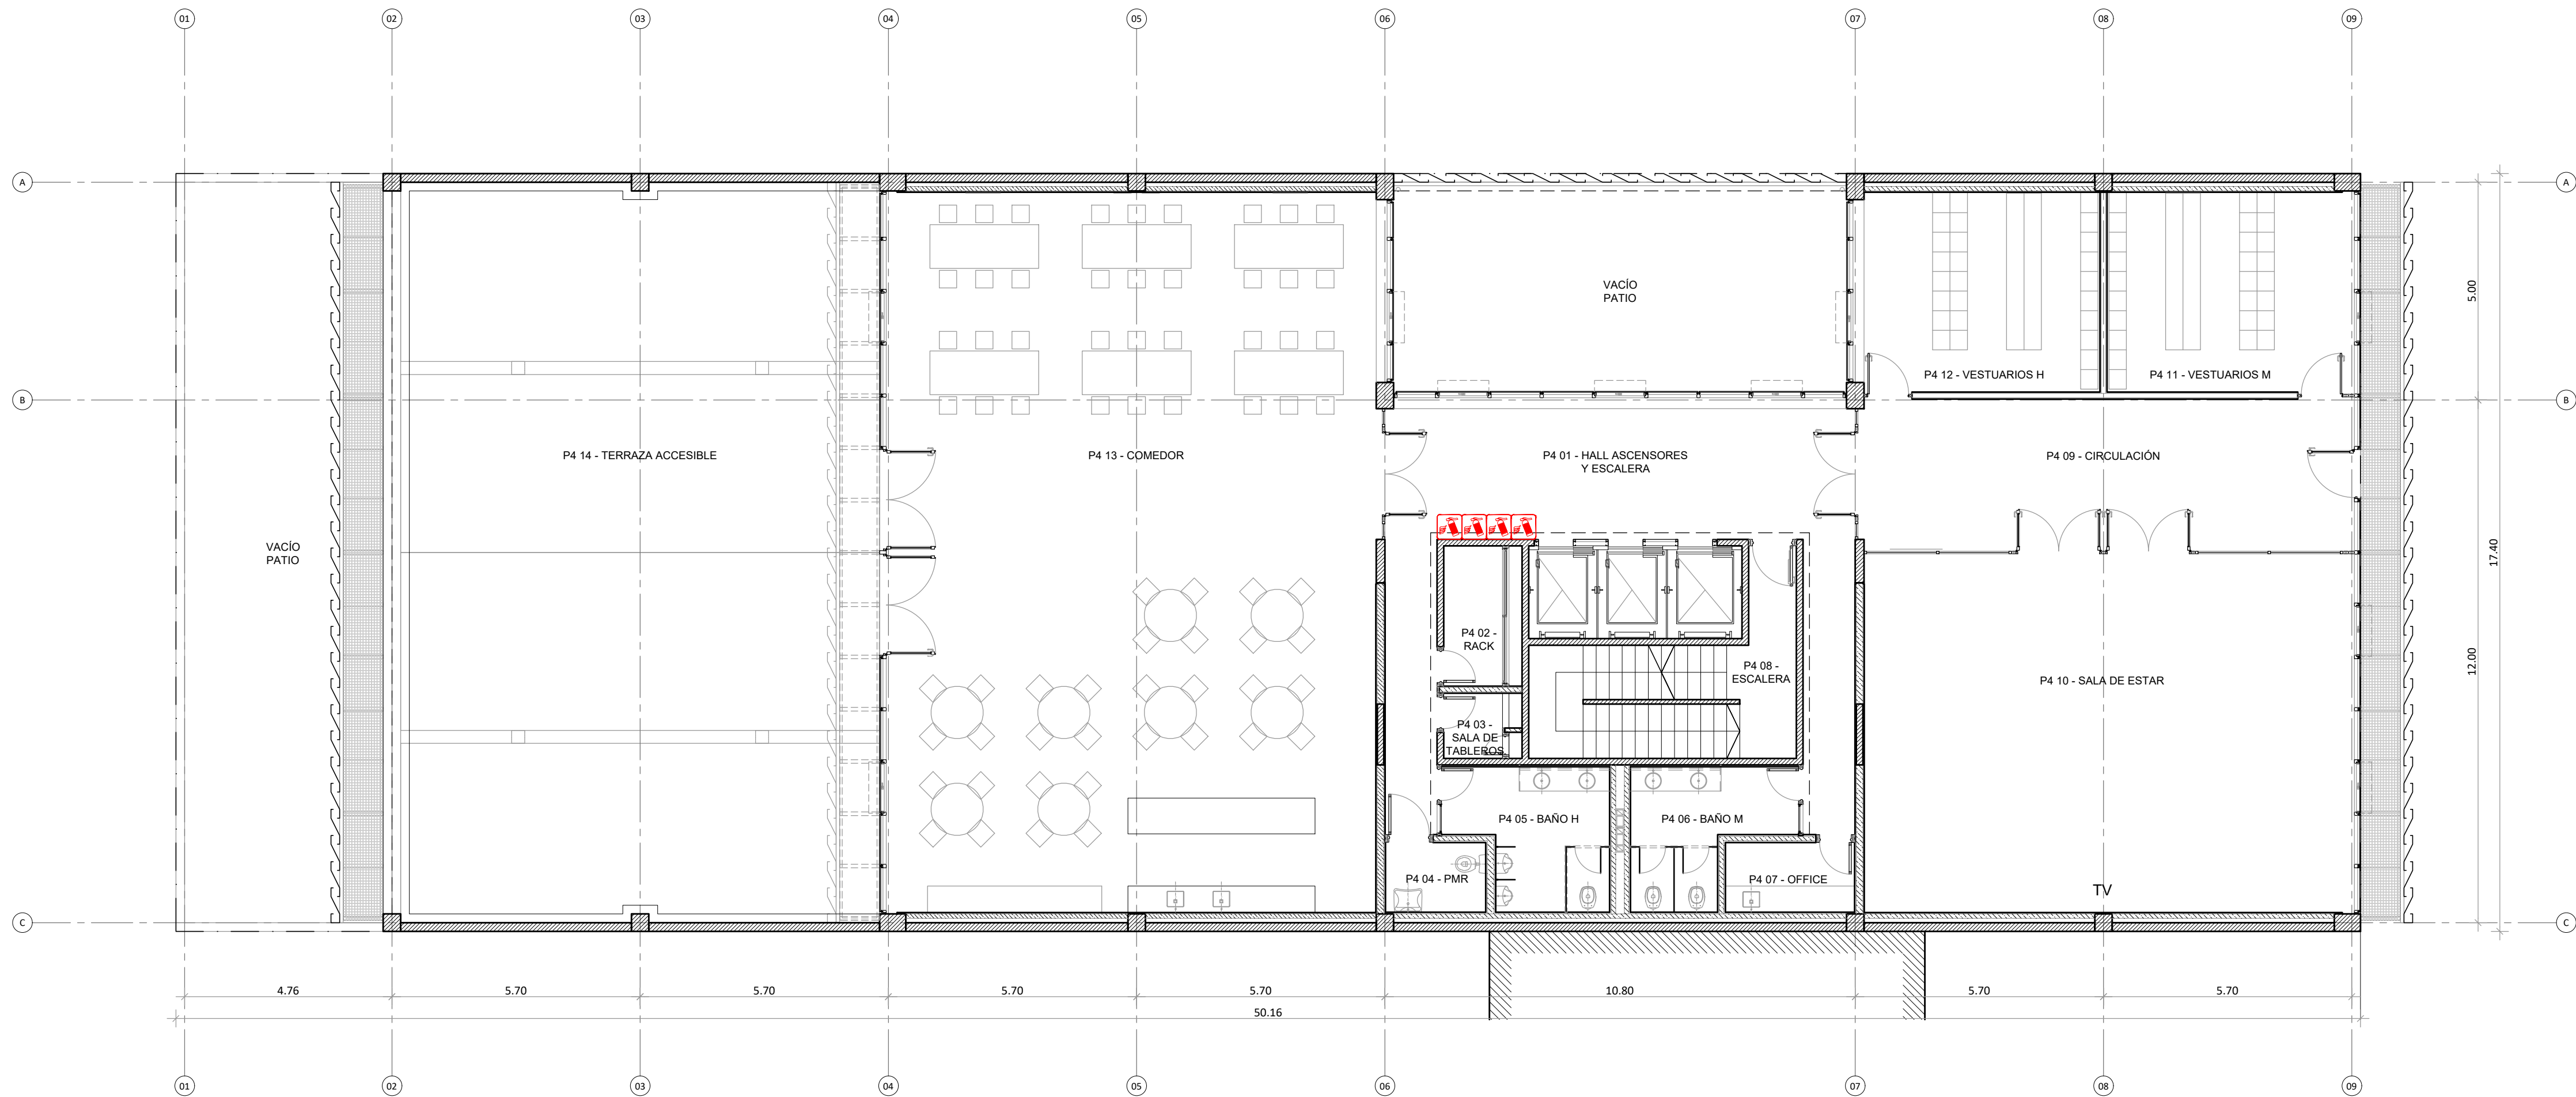 01 02 03 04 05 06 07 08 09
A A
VACÍO
PATIO
5.00
P4 12 - VESTUARIOS H
P4 11 - VESTUARIOS M
B B
P4 14 - TERRAZA ACCESIBLE
P4 13 - COMEDOR
P4 01 - HALL ASCENSORES
Y ESCALERA
P4 09 - CIRCULACIÓN
VACÍO
PATIO
17.40
P4 02 -
RACK
P4 08 -
ESCALERA
12.00
P4 10 - SALA DE ESTAR
P4 03 -
SALA DE
TABLEROS
P4 05 - BAÑO H
P4 06 - BAÑO M
P4 04 - PMR
P4 07 - OFFICE
TV
C C
4.76 5.70 5.70 5.70 5.70 10.80 5.70 5.70
50.16
01 02 03 04 05 06 07 08 09